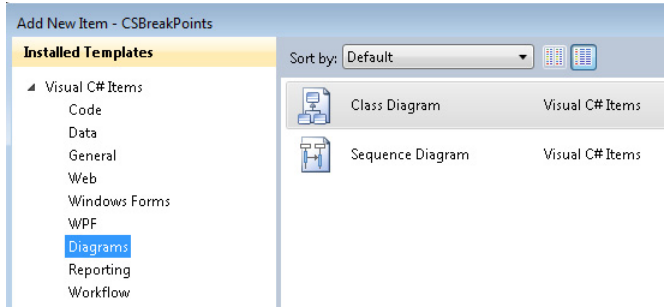 Add New Item - CSBreakPoints
Installed Templates
Sort by: Default
Visual C# Items
Code
Data
General
Web
Windows Forms
WPF
Diagrams
Reporting
Workflow
Class Diagram Visual C# Items
Sequence Diagram Visual C# Items